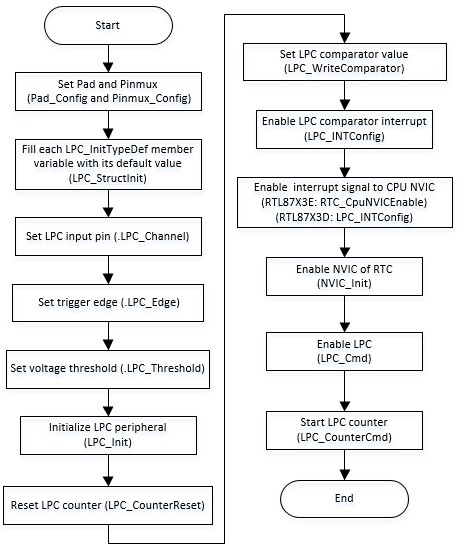 Start
Set Pad and Pinmux
(Pad_Config and Pinmux_Config)
Fill each LPC_InitTypeDef member
variable with its default value
(LPC_StructInit)
Set LPC input pin (.LPC_Channel)
Set trigger edge (.LPC_Edge)
Set voltage threshold (.LPC_Threshold)
Initialize LPC peripheral
(LPC_Init)
Reset LPC counter (LPC_CounterReset)
Set LPC comparator value
(LPC_WriteComparator)
Enable LPC comparator interrupt
(LPC_INTConfig)
Enable  interrupt signal to CPU NVIC
(RTL87X3E: RTC_CpuNVICEnable)
(RTL87X3D: LPC_INTConfig)
Enable NVIC of RTC
(NVIC_Init)
Enable LPC
(LPC_Cmd)
Start LPC counter
(LPC_CounterCmd)
End